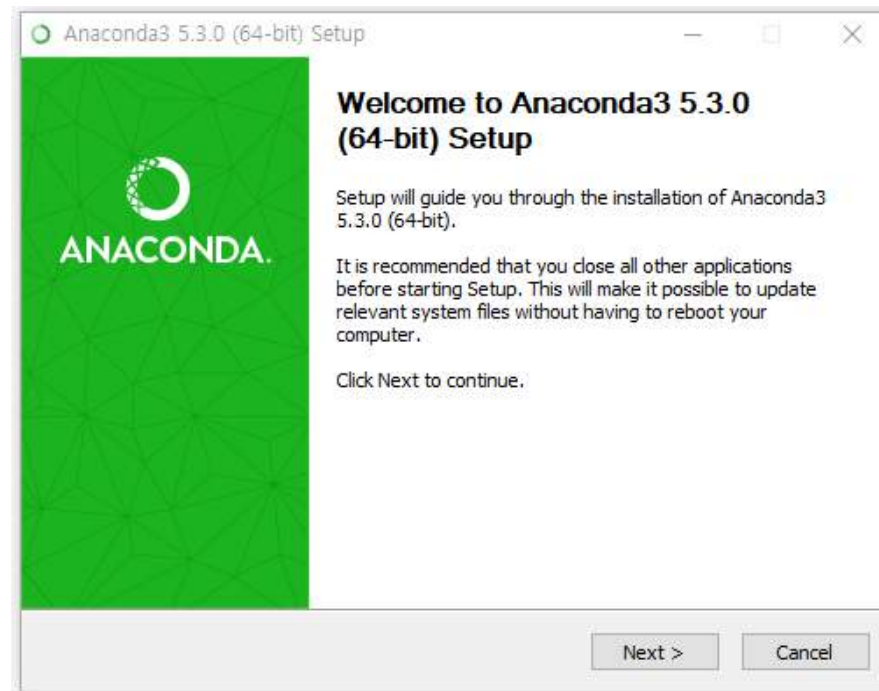 Anaconda3 5.3.0 (64-bit) Setup
Welcome to Anaconda3 5.3.0
(64-bit) Setup
Setup will guide you through the installation of Anaconda3
5.3.0 (64-bit).
It is recommended that you close all other applications
before starting Setup. This will make it possible to update
relevant system files without having to reboot your
computer.
Click Next to continue.
ANACONDA.
Next >
Cancel